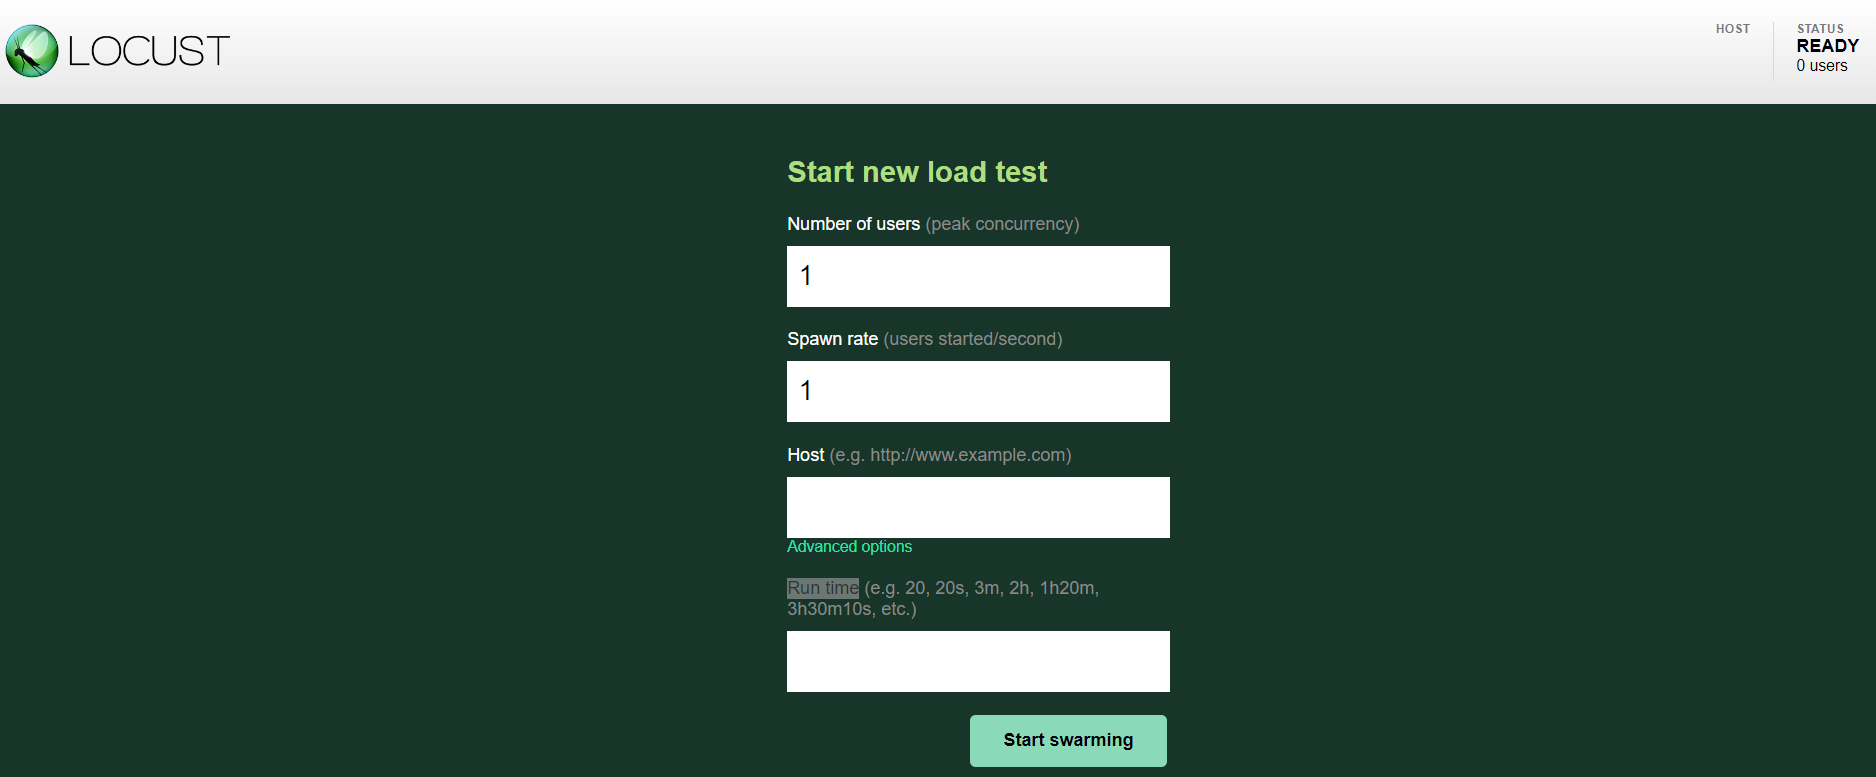 LOCUST
HOST
STATUS
READY
0 users
Start new load test
Number of users (peak concurrency)
1
Spawn rate (users started/second)
1
Host (e.g. http://www.example.com)
Advanced options
Run time (e.g. 20, 20s, 3m, 2h, 1h20m,
3h30m10s, etc.)
Start swarming